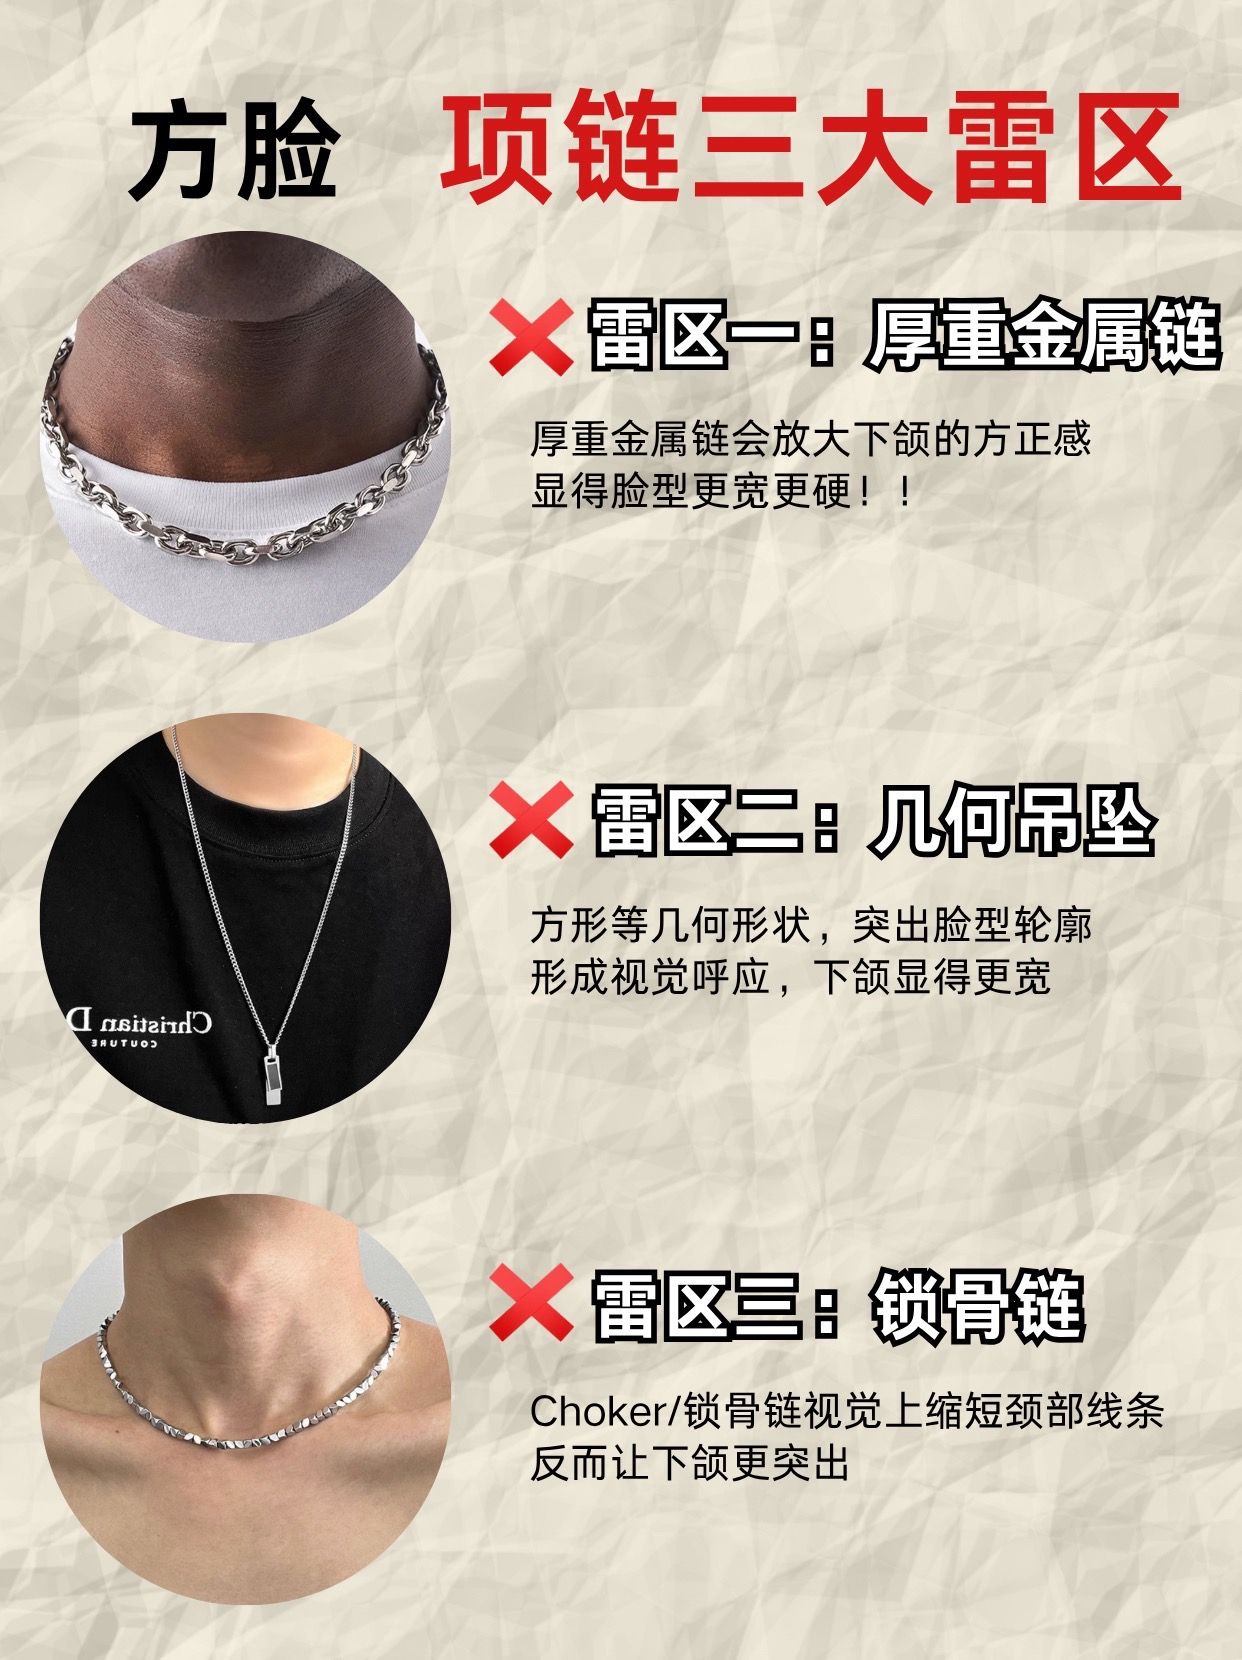 方脸 项链三大雷区
❌雷区一：厚重金属链
厚重金属链会放大下颌的方正感
显得脸型更宽更硬！！
❌雷区二：几何吊坠
方形等几何形状，突出脸型轮廓
形成视觉呼应，下颌显得更宽
Christian D
COUTURE
❌雷区三：锁骨链
Choker/锁骨链视觉上缩短颈部线条
反而让下颌更突出